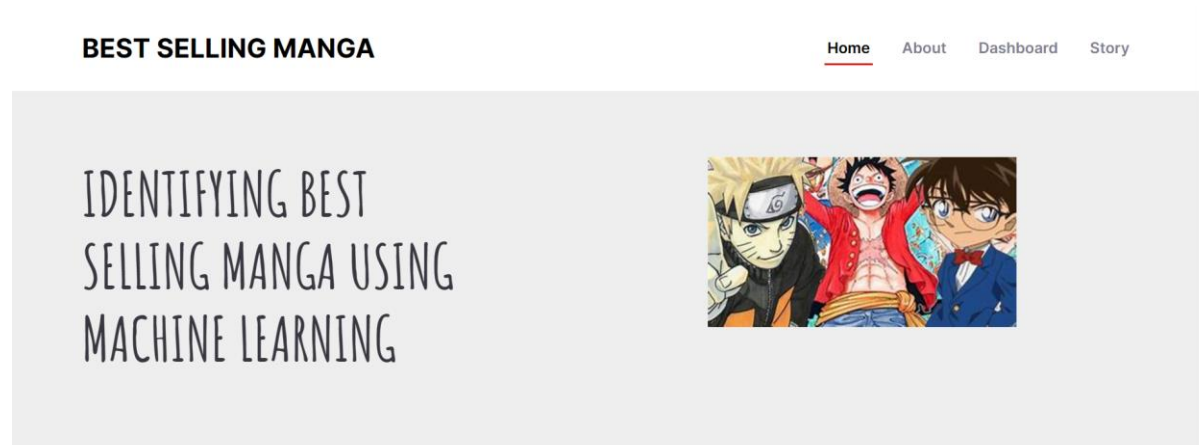 BEST SELLING MANGA
Home About Dashboard Story
IDENTIFYING BEST
SELLING MANGA USING
MACHINE LEARNING